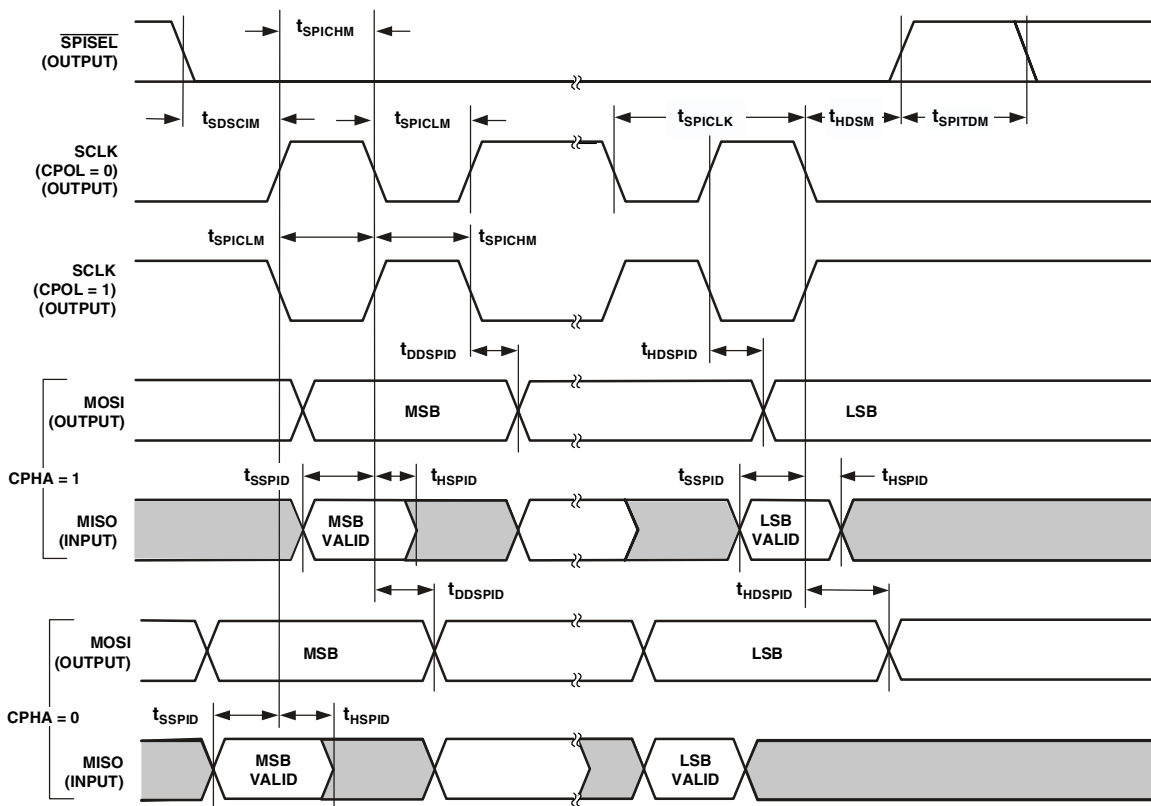 tSPICHM
SPISEL
(OUTPUT)
tSDSCIM
tSPICLM
tSPICLK
tHDSM
tSPITDM
SCLK
(CPOL = 0)
(OUTPUT)
tSPICLM
tSPICHM
SCLK
(CPOL = 1)
(OUTPUT)
tDDSPID
tHDSPID
MOSI
(OUTPUT)
MSB
LSB
CPHA = 1
tSSPID
tHSPID
tSSPID
tHSPID
MISO
(INPUT)
MSB
VALID
LSB
VALID
tDDSPID
tHDSPID
MOSI
(OUTPUT)
MSB
LSB
CPHA = 0
tSSPID
tHSPID
MISO
(INPUT)
MSB
VALID
LSB
VALID